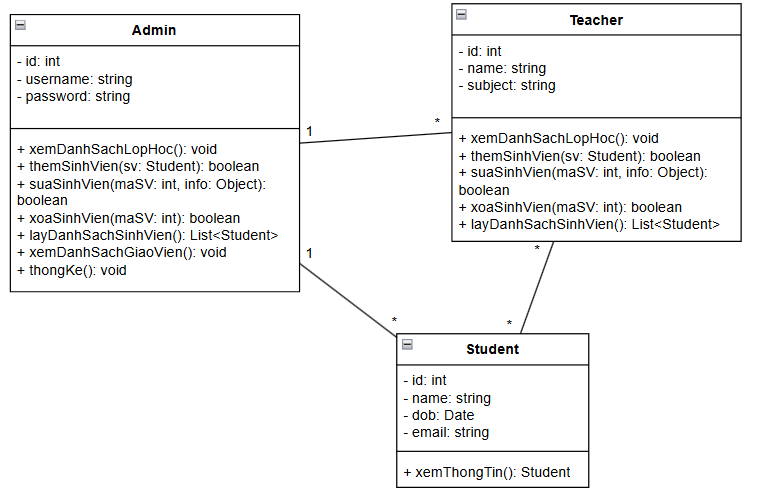 Admin
- id: int
- username: string
- password: string
+ xemDanhSachLopHoc(): void
+ themSinhVien(sv: Student): boolean
+ suaSinhVien(maSV: int, info: Object):
boolean
+ xoaSinhVien(maSV: int): boolean
+ layDanhSachSinhVien(): List<Student>
+ xemDanhSachGiaoVien(): void
+ thongKe(): void
1
*
Teacher
- id: int
- name: string
- subject: string
+ xemDanhSachLopHoc(): void
+ themSinhVien(sv: Student): boolean
+ suaSinhVien(maSV: int, info: Object):
boolean
+ xoaSinhVien(maSV: int): boolean
+ layDanhSachSinhVien(): List<Student>
1
*
*
*
Student
- id: int
- name: string
- dob: Date
- email: string
+ xemThongTin(): Student